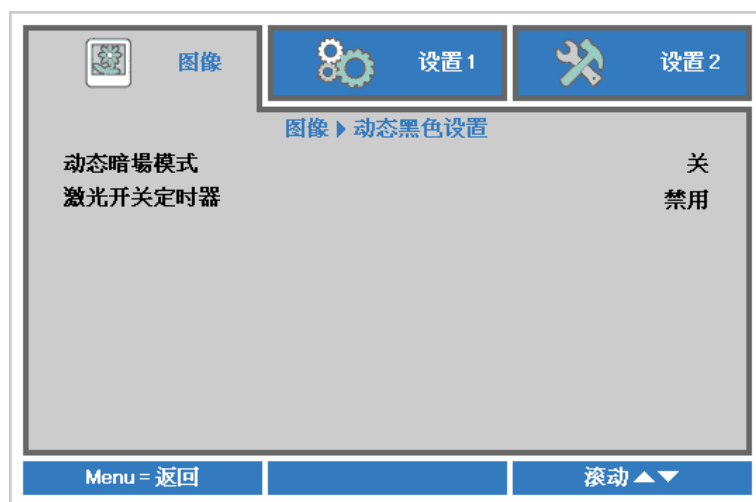 图像
设置 1
设置 2
图像 ▶ 动态黑色设置
动态暗場模式 关
激光开关定时器 禁用
Menu = 返回
滚动 ▲▼